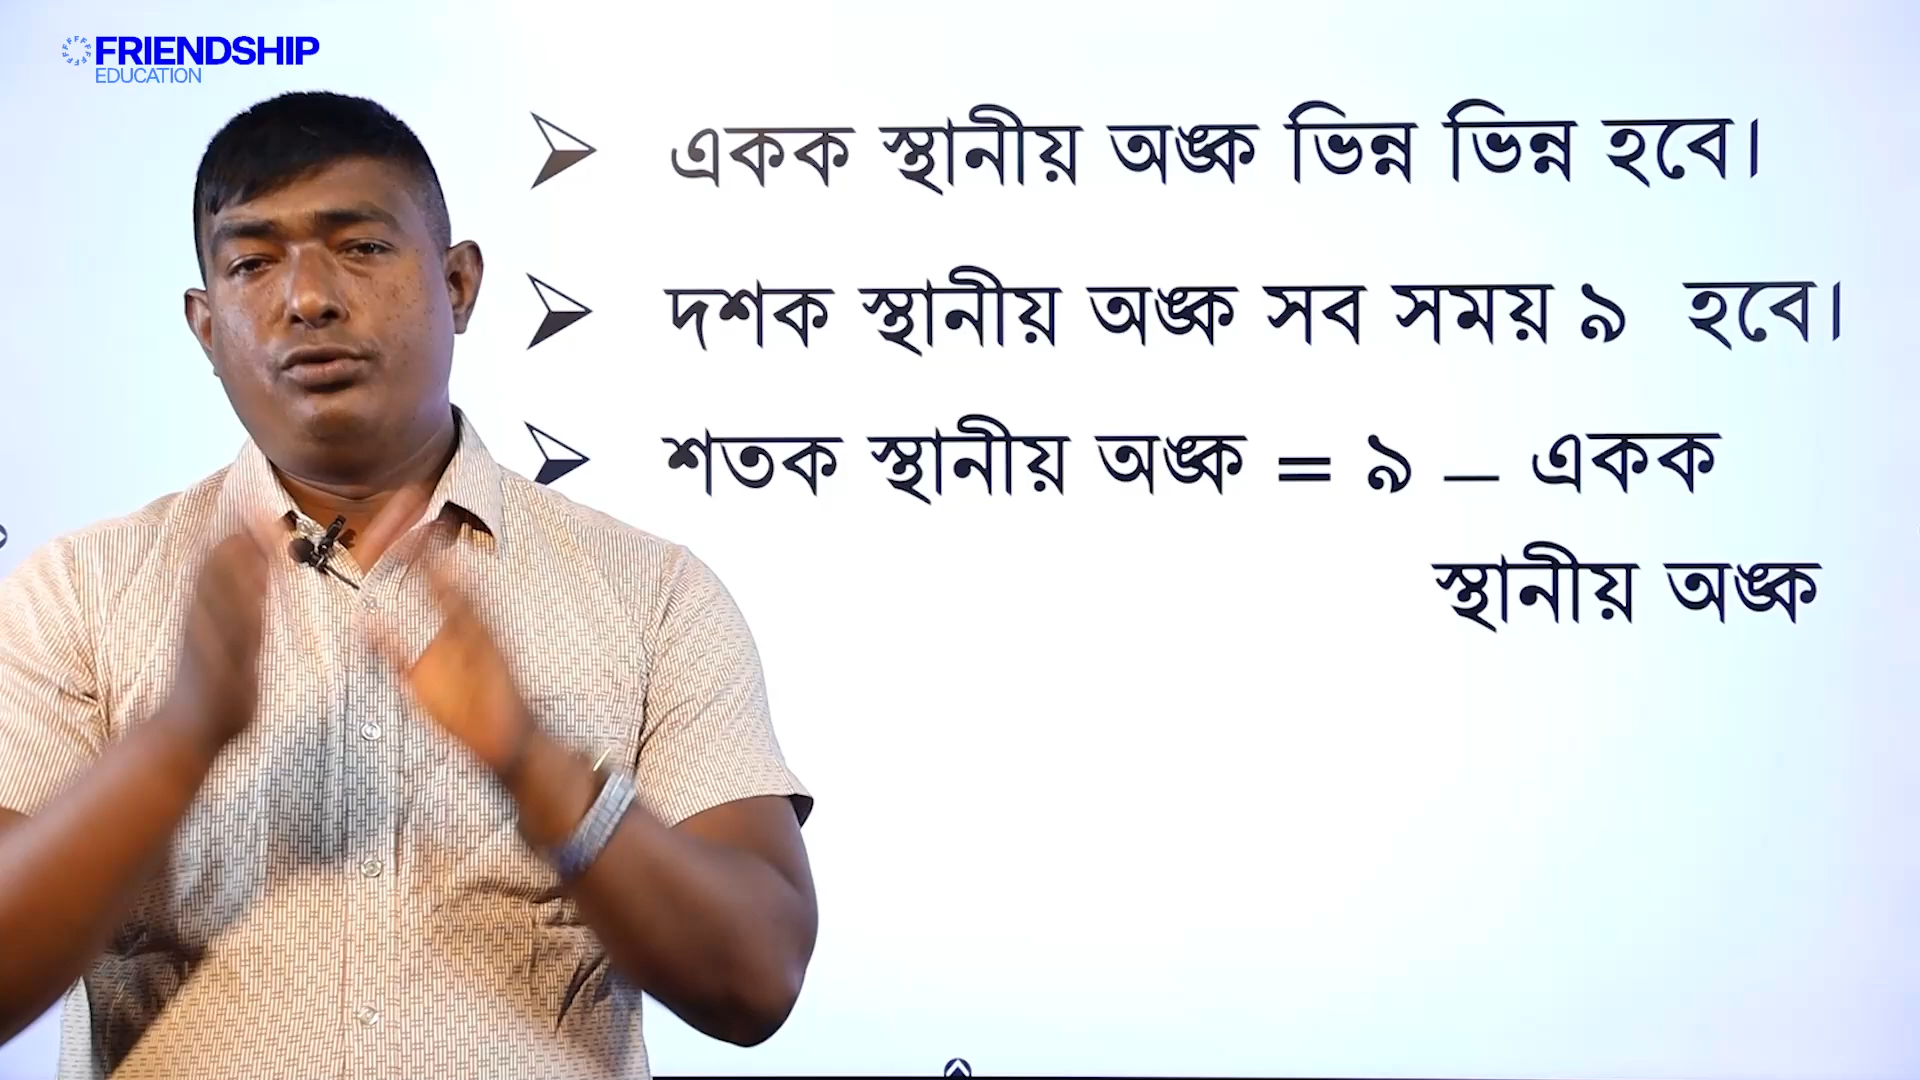 FRIENDSHIP
EDUCATION
একক স্থানীয় অঙ্ক ভিন্ন ভিন্ন হবে।
দশক স্থানীয় অঙ্ক সব সময় ৯ হবে।
শতক স্থানীয় অঙ্ক = ৯ – একক
স্থানীয় অঙ্ক